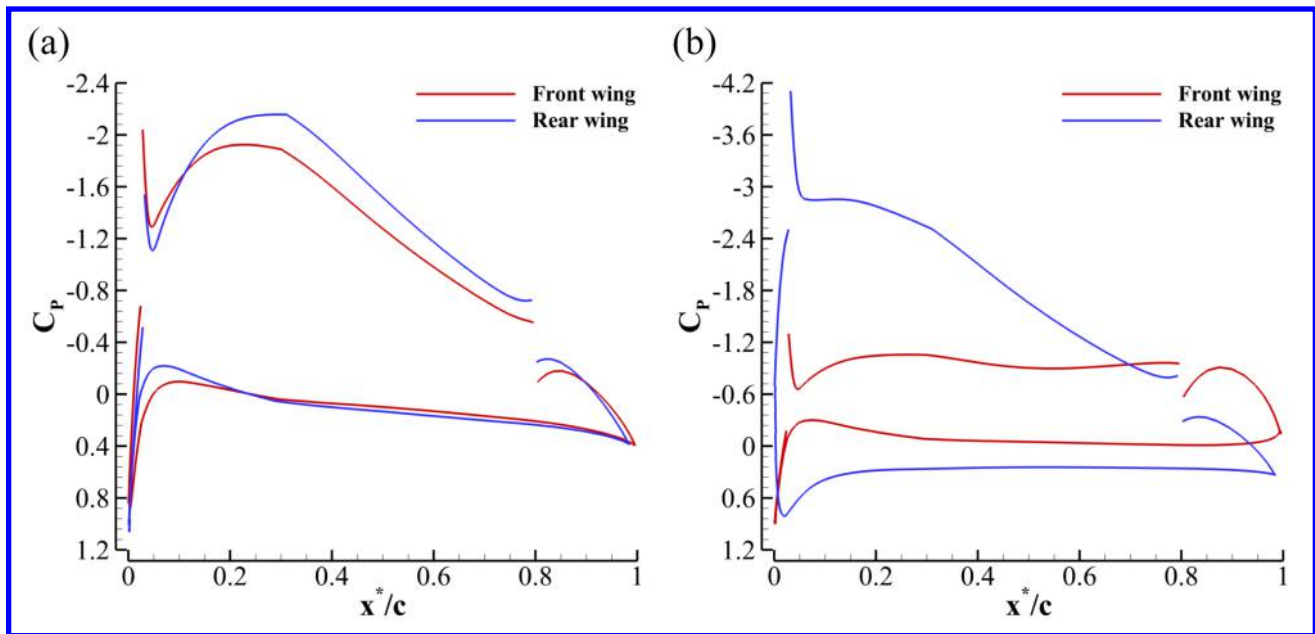 (a)
-2.4
-2
-1.6
-1.2
-0.8
-0.4
0
0.4
0.8
1.2
C_P
0 0.2 0.4 0.6 0.8 1
x*/c
Front wing
Rear wing
(b)
-4.2
-3.6
-3
-2.4
-1.8
-1.2
-0.6
0
0.6
1.2
C_P
0 0.2 0.4 0.6 0.8 1
x*/c
Front wing
Rear wing